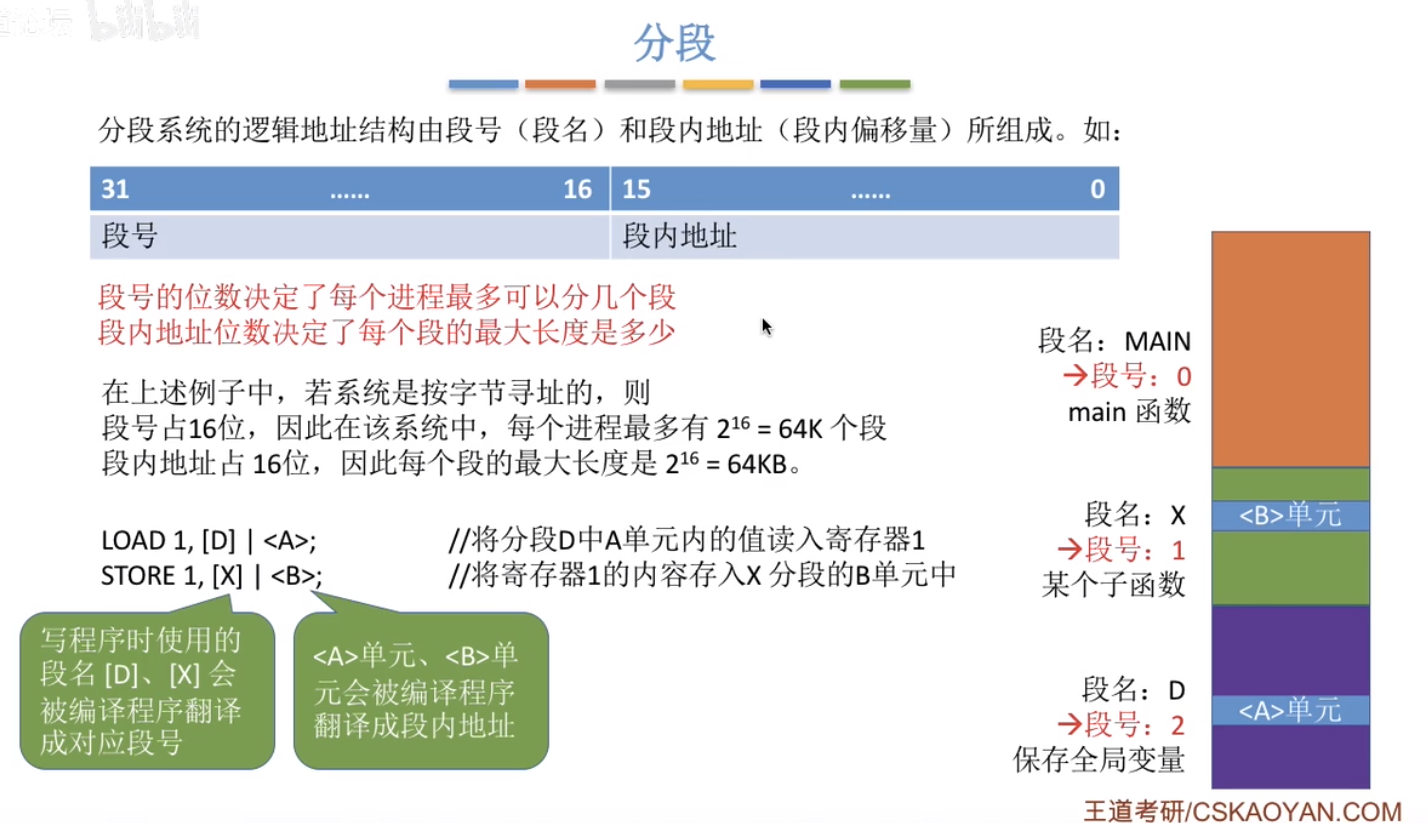 bilibili
分段
分段系统的逻辑地址结构由段号（段名）和段内地址（段内偏移量）所组成。如：
31 …… 16 15 …… 0
段号 段内地址
段号的位数决定了每个进程最多可以分几个段
段内地址位数决定了每个段的最大长度是多少
在上述例子中，若系统是按字节寻址的，则
段号占16位，因此在该系统中，每个进程最多有 2¹⁶ = 64K 个段
段内地址占 16位，因此每个段的最大长度是 2¹⁶ = 64KB。
LOAD 1, [D] | <A>; //将分段D中A单元内的值读入寄存器1
STORE 1, [X] | <B>; //将寄存器1的内容存入X 分段的B单元中
写程序时使用的
段名 [D]、[X] 会
被编译程序翻译
成对应段号
<A>单元、<B>单
元会被编译程序
翻译成段内地址
段名：MAIN
→段号：0
main 函数
段名：X
→段号：1
某个子函数
<B>单元
段名：D
→段号：2
保存全局变量
<A>单元
王道考研/CSKAOYAN.COM